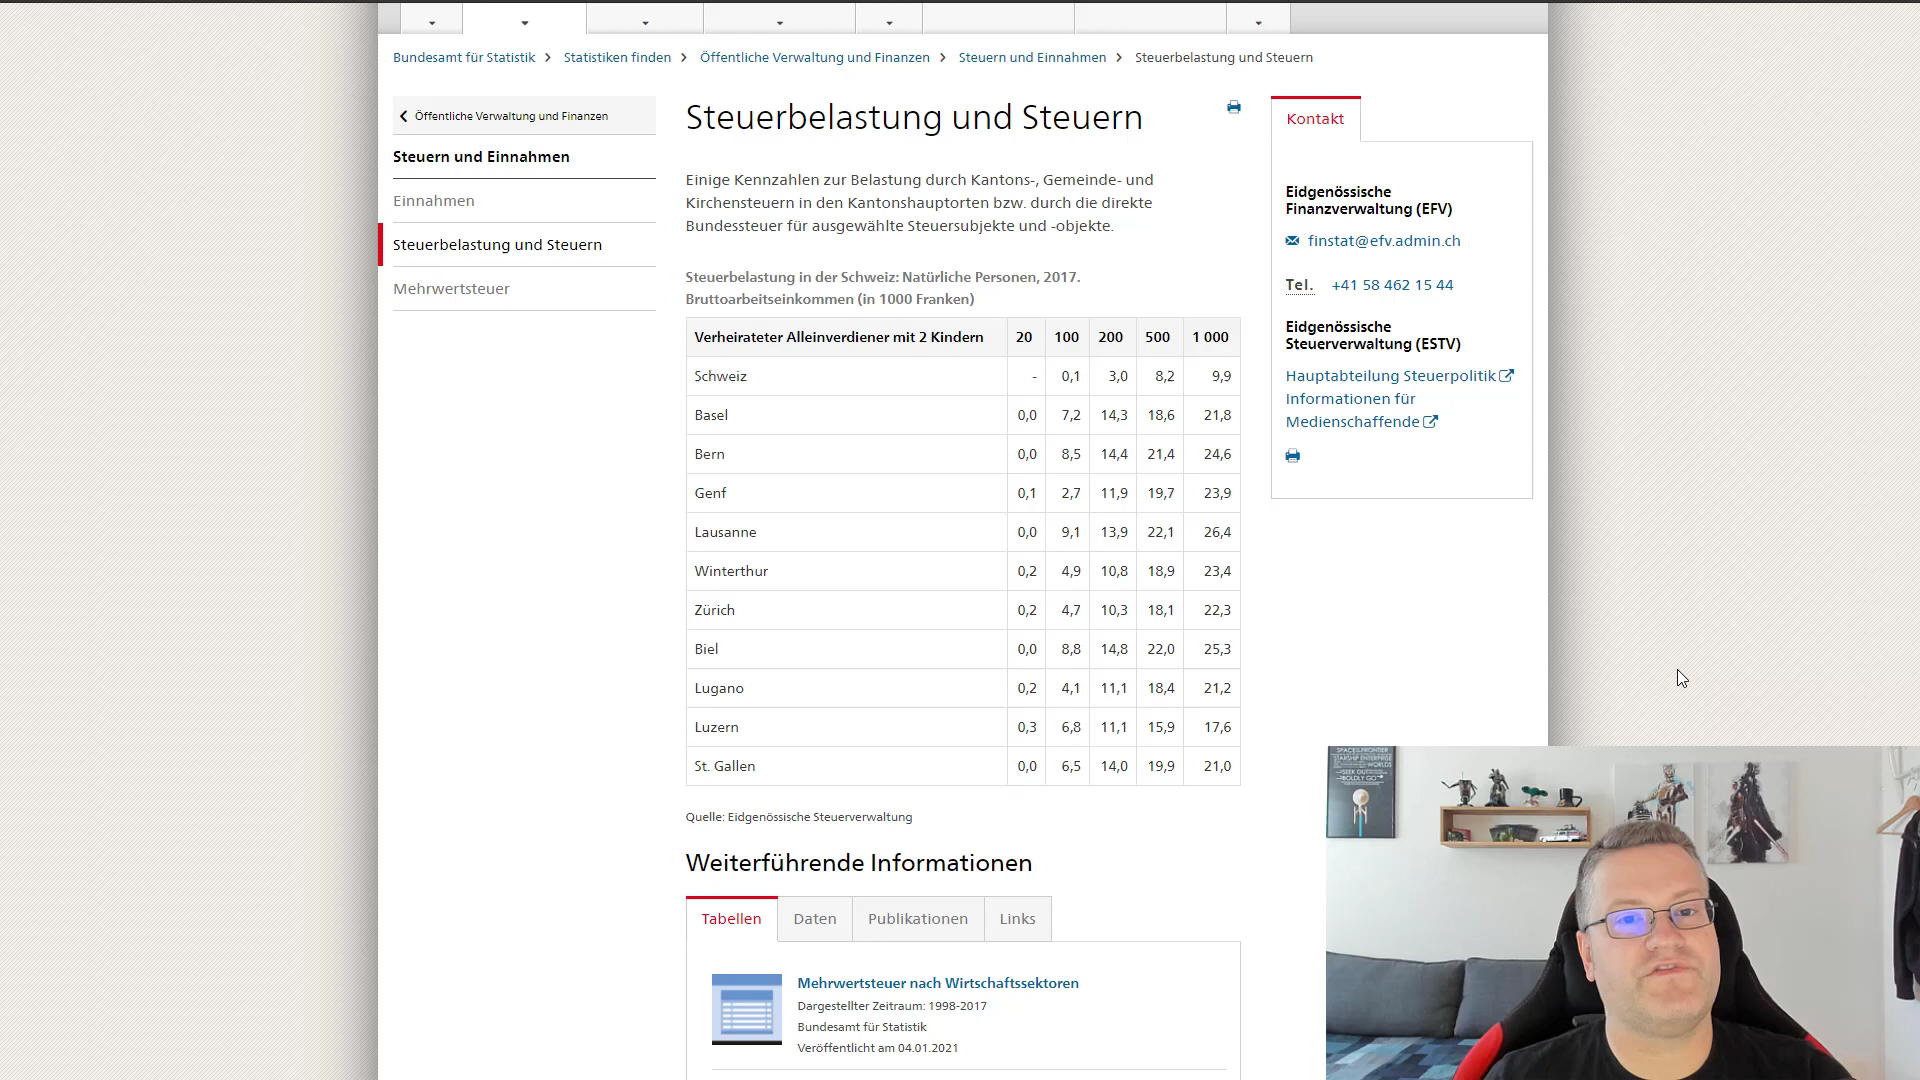 Bundesamt für Statistik > Statistiken finden > Öffentliche Verwaltung und Finanzen > Steuern und Einnahmen > Steuerbelastung und Steuern
Öffentliche Verwaltung und Finanzen
Steuern und Einnahmen
Einnahmen
Steuerbelastung und Steuern
Mehrwertsteuer
Steuerbelastung und Steuern
Einige Kennzahlen zur Belastung durch Kantons-, Gemeinde- und
Kirchensteuern in den Kantonshauptorten bzw. durch die direkte
Bundessteuer für ausgewählte Steuersubjekte und -objekte.
Steuerbelastung in der Schweiz: Natürliche Personen, 2017.
Bruttoarbeitseinkommen (in 1000 Franken)
Verheirateter Alleinverdiener mit 2 Kindern 20 100 200 500 1 000
Schweiz - 0,1 3,0 8,2 9,9
Basel 0,0 7,2 14,3 18,6 21,8
Bern 0,0 8,5 14,4 21,4 24,6
Genf 0,1 2,7 11,9 19,7 23,9
Lausanne 0,0 9,1 13,9 22,1 26,4
Winterthur 0,2 4,9 10,8 18,9 23,4
Zürich 0,2 4,7 10,3 18,1 22,3
Biel 0,0 8,8 14,8 22,0 25,3
Lugano 0,2 4,1 11,1 18,4 21,2
Luzern 0,3 6,8 11,1 15,9 17,6
St. Gallen 0,0 6,5 14,0 19,9 21,0
Quelle: Eidgenössische Steuerverwaltung
Weiterführende Informationen
Tabellen Daten Publikationen Links
Mehrwertsteuer nach Wirtschaftssektoren
Dargestellter Zeitraum: 1998-2017
Bundesamt für Statistik
Veröffentlicht am 04.01.2021
Kontakt
Eidgenössische
Finanzverwaltung (EFV)
finstat@efv.admin.ch
Tel. +41 58 462 15 44
Eidgenössische
Steuerverwaltung (ESTV)
Hauptabteilung Steuerpolitik
Informationen für
Medienschaffende
STARSHIP ENTERPRISE
WORLDS
SEEK OUT
BOLDLY GO